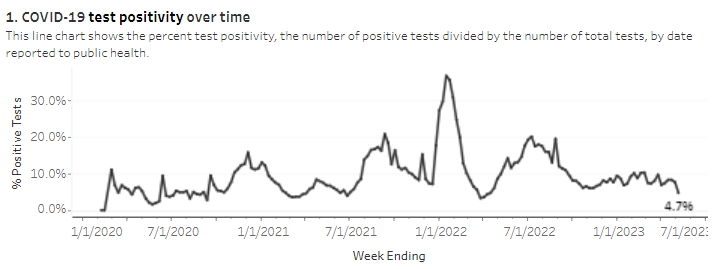 1. COVID-19 test positivity over time
This line chart shows the percent test positivity, the number of positive tests divided by the number of total tests, by date
reported to public health.
% Positive Tests
30.0%
20.0%
10.0%
0.0%
4.7%
1/1/2020 7/1/2020 1/1/2021 7/1/2021 1/1/2022 7/1/2022 1/1/2023 7/1/202
Week Ending